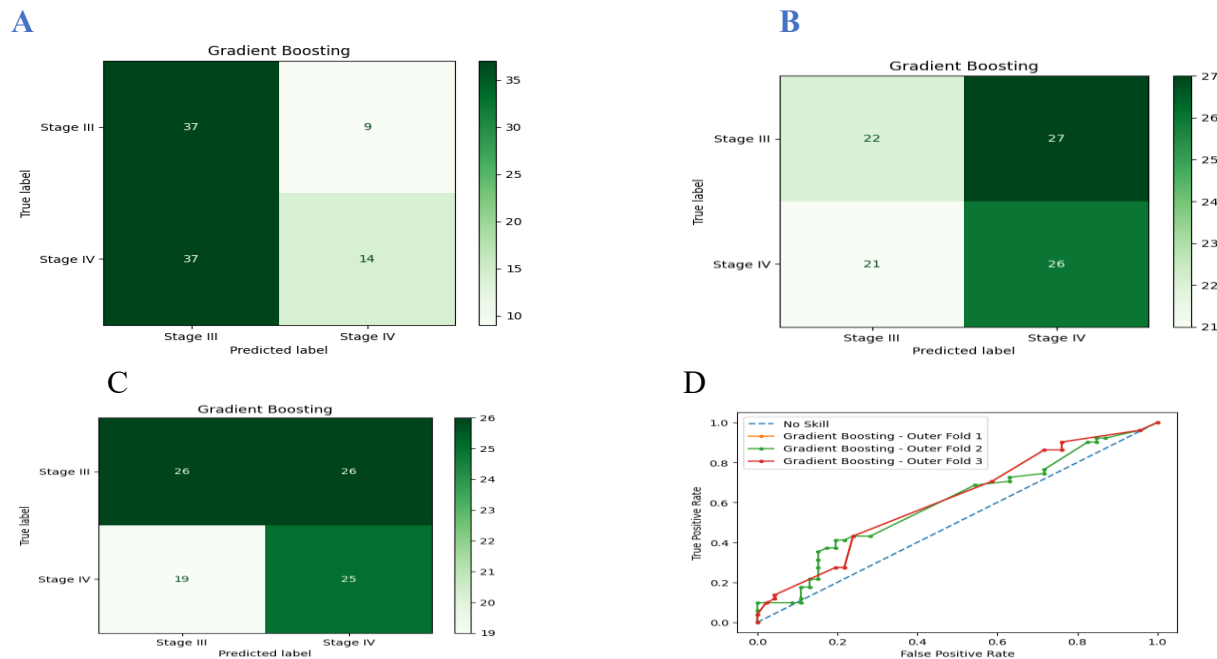 A
Gradient Boosting
True label
Stage III
Stage IV
37
9
37
14
35
30
25
20
15
10
Stage III
Stage IV
Predicted label
B
Gradient Boosting
True label
Stage III
Stage IV
22
27
21
26
27
26
25
24
23
22
21
Stage III
Stage IV
Predicted label
C
Gradient Boosting
True label
Stage III
Stage IV
26
26
19
25
26
25
24
23
22
21
20
19
Stage III
Stage IV
Predicted label
D
No Skill
Gradient Boosting - Outer Fold 1
Gradient Boosting - Outer Fold 2
Gradient Boosting - Outer Fold 3
True Positive Rate
1.0
0.8
0.6
0.4
0.2
0.0
0.0
0.2
0.4
0.6
0.8
1.0
False Positive Rate